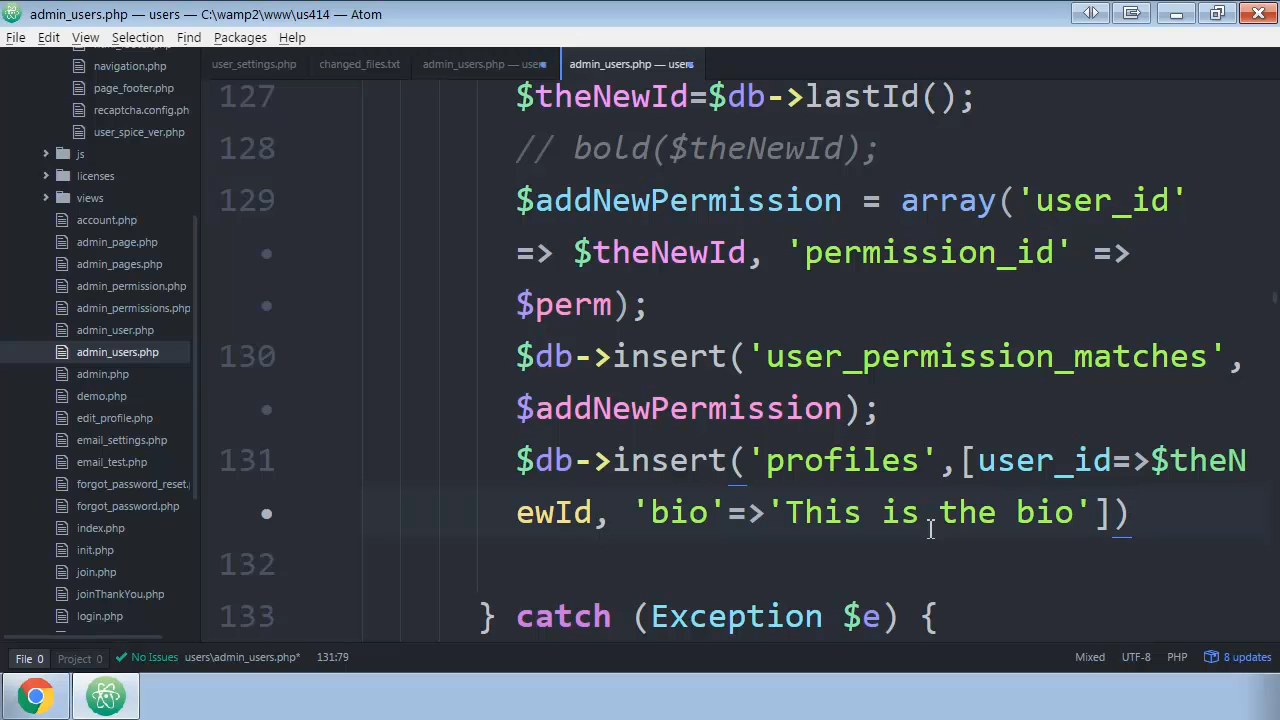 admin_users.php — users — C:\wamp2\www\us414 — Atom
File Edit View Selection Find Packages Help
user_settings.php changed_files.txt admin_users.php — users admin_users.php — users
navigation.php
page_footer.php
recaptcha.config.ph
user_spice_ver.php
js
licenses
views
account.php
admin_page.php
admin_pages.php
admin_permission.php
admin_permissions.php
admin_user.php
admin_users.php
admin.php
demo.php
edit_profile.php
email_settings.php
email_test.php
forgot_password_reset.
forgot_password.php
index.php
init.php
join.php
joinThankYou.php
login.php
127 $theNewId=$db->lastId();
128 // bold($theNewId);
129 $addNewPermission = array('user_id'
=> $theNewId, 'permission_id' =>
$perm);
130 $db->insert('user_permission_matches',
$addNewPermission);
131 $db->insert('profiles',[user_id=>$theN
ewId, 'bio'=>'This is the bio'])
132
133 } catch (Exception $e) {
File 0 Project 0 No Issues users\admin_users.php* 131:79 Mixed UTF-8 PHP 8 updates